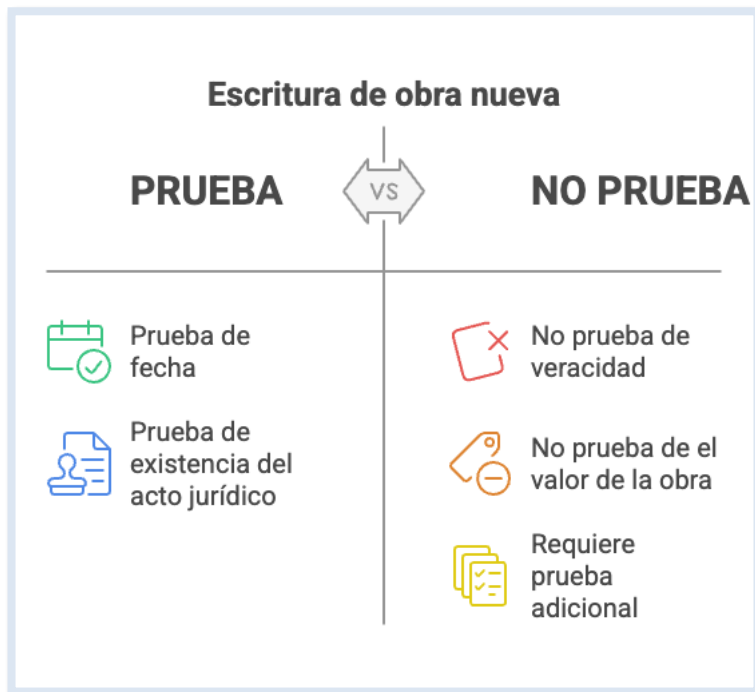 Escritura de obra nueva
PRUEBA
VS
NO PRUEBA
Prueba de
fecha
Prueba de
existencia del
acto jurídico
No prueba de
veracidad
No prueba de el
valor de la obra
Requiere
prueba
adicional